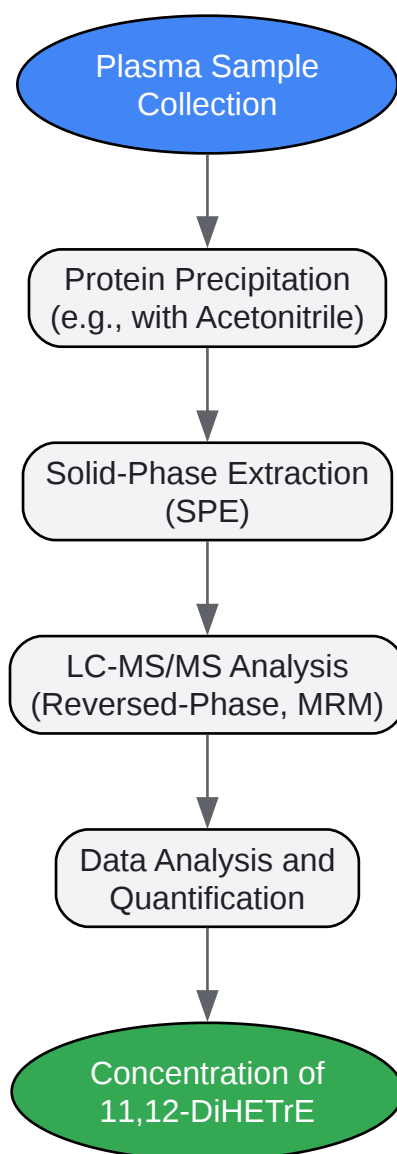 Plasma Sample
Collection
Protein Precipitation
(e.g., with Acetonitrile)
Solid-Phase Extraction
(SPE)
LC-MS/MS Analysis
(Reversed-Phase, MRM)
Data Analysis and
Quantification
Concentration of
11,12-DiHETrE